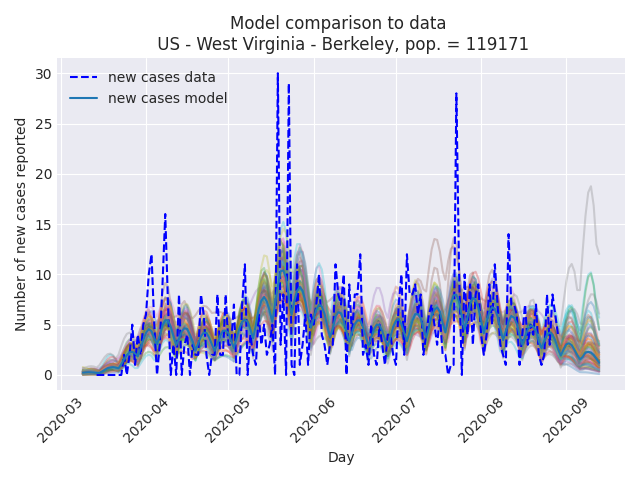 Model comparison to data
US - West Virginia - Berkeley, pop. = 119171
new cases data
new cases model
Number of new cases reported
30
25
20
15
10
5
0
2020-03
2020-04
2020-05
2020-06
2020-07
2020-08
2020-09
Day